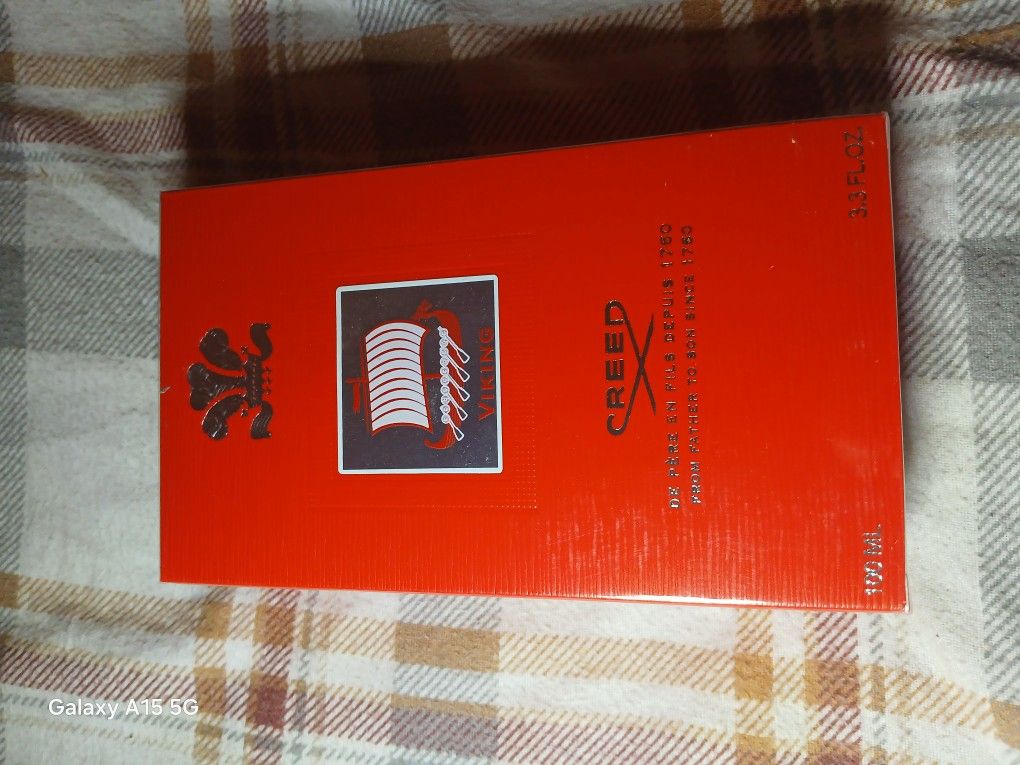 VIKING
CREED
DE PÈRE EN FILS DEPUIS 1760
FROM FATHER TO SON SINCE 1760
100 ML. 3.3 FL.OZ.
Galaxy A15 5G